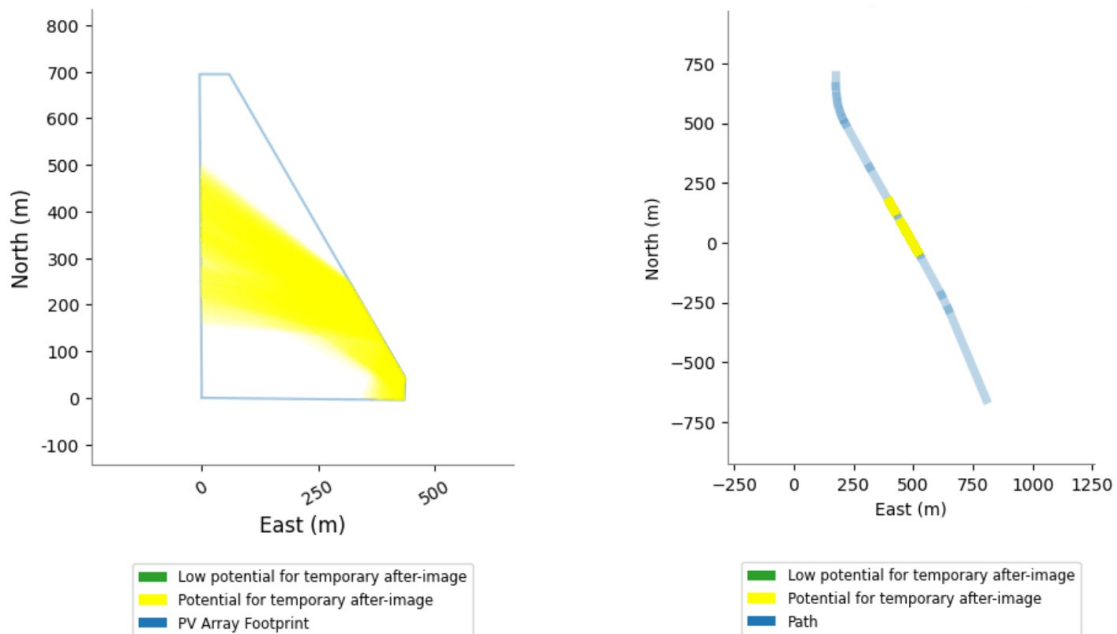 800
700
600
500
400
300
200
100
0
-100
North (m)
0
250
500
East (m)
Low potential for temporary after-image
Potential for temporary after-image
PV Array Footprint
750
500
250
0
−250
−500
−750
North (m)
−250
0
250
500
750
1000
1250
East (m)
Low potential for temporary after-image
Potential for temporary after-image
Path